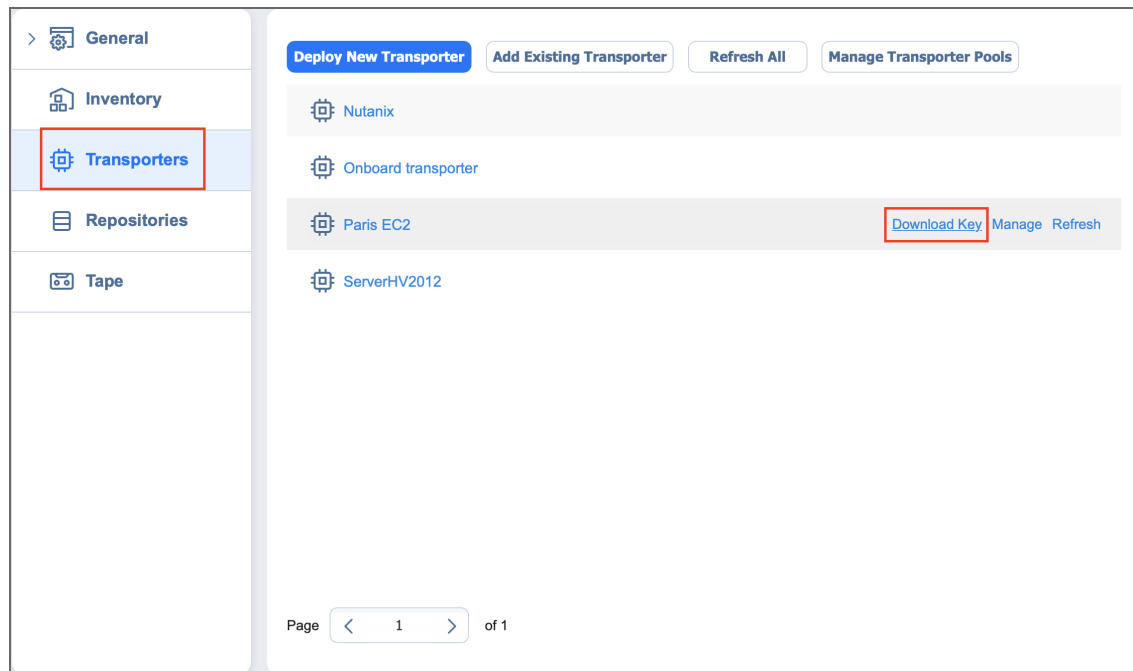 General
Inventory
Transporters
Repositories
Tape
Deploy New Transporter Add Existing Transporter Refresh All Manage Transporter Pools
Nutanix
Onboard transporter
Paris EC2 Download Key Manage Refresh
ServerHV2012
Page 1 of 1